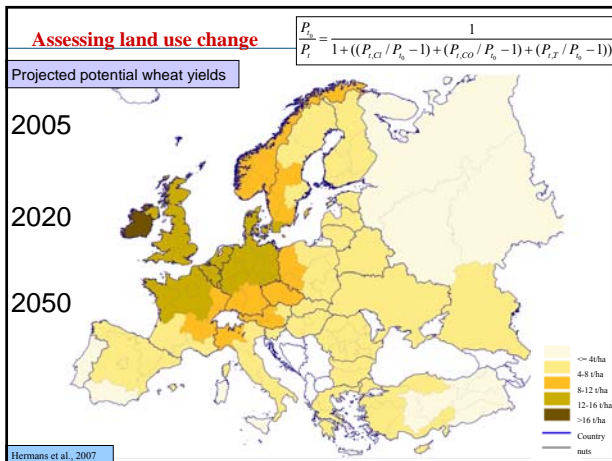 Assessing land use change
P_{t_0} / P_t = 1 / 1 + ((P_{t,Cl} / P_{t_0} − 1) + (P_{t,CO} / P_{t_0} − 1) + (P_{t,T} / P_{t_0} − 1))
Projected potential wheat yields
2005
2020
2050
<= 4t/ha
4-8 t/ha
8-12 t/ha
12-16 t/ha
>16 t/ha
Country
nuts
Hermans et al., 2007